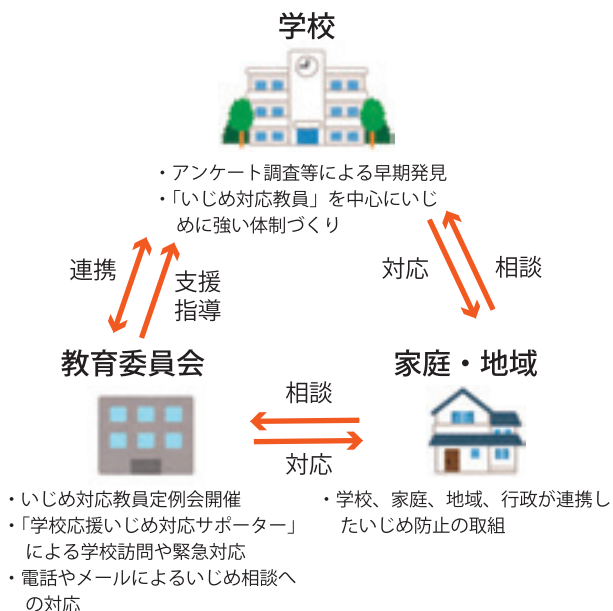 学校
・アンケート調査等による早期発見
・「いじめ対応教員」を中心にいじ
めに強い体制づくり
連携
支援
指導
対応
相談
教育委員会
家庭・地域
相談
対応
・いじめ対応教員定例会開催
・「学校応援いじめ対応サポーター」
による学校訪問や緊急対応
・電話やメールによるいじめ相談へ
の対応
・学校、家庭、地域、行政が連携し
たいじめ防止の取組